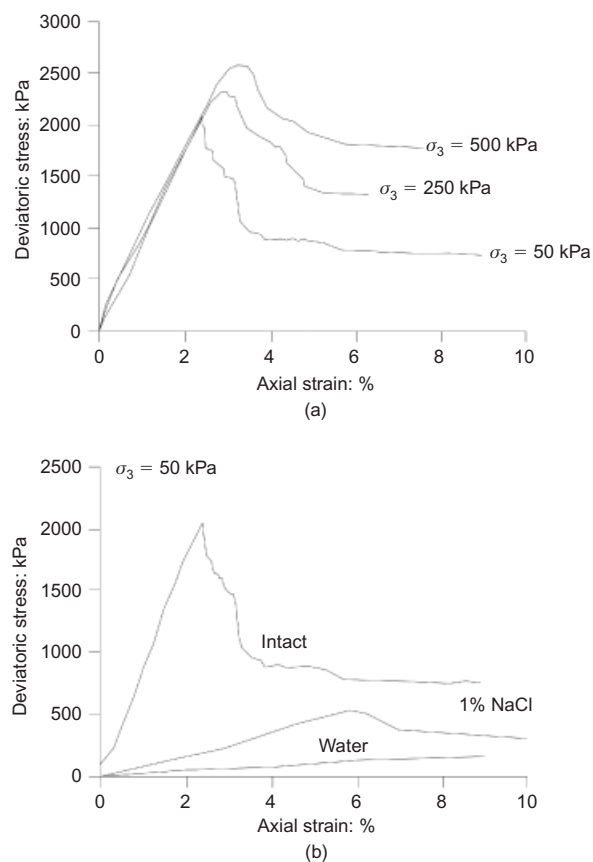 3000
2500
2000
1500
1000
500
0
Deviatoric stress: kPa
σ3 = 500 kPa
σ3 = 250 kPa
σ3 = 50 kPa
0 2 4 6 8 10
Axial strain: %
(a)
2500
2000
1500
1000
500
0
Deviatoric stress: kPa
σ3 = 50 kPa
Intact
1% NaCl
Water
0 2 4 6 8 10
Axial strain: %
(b)